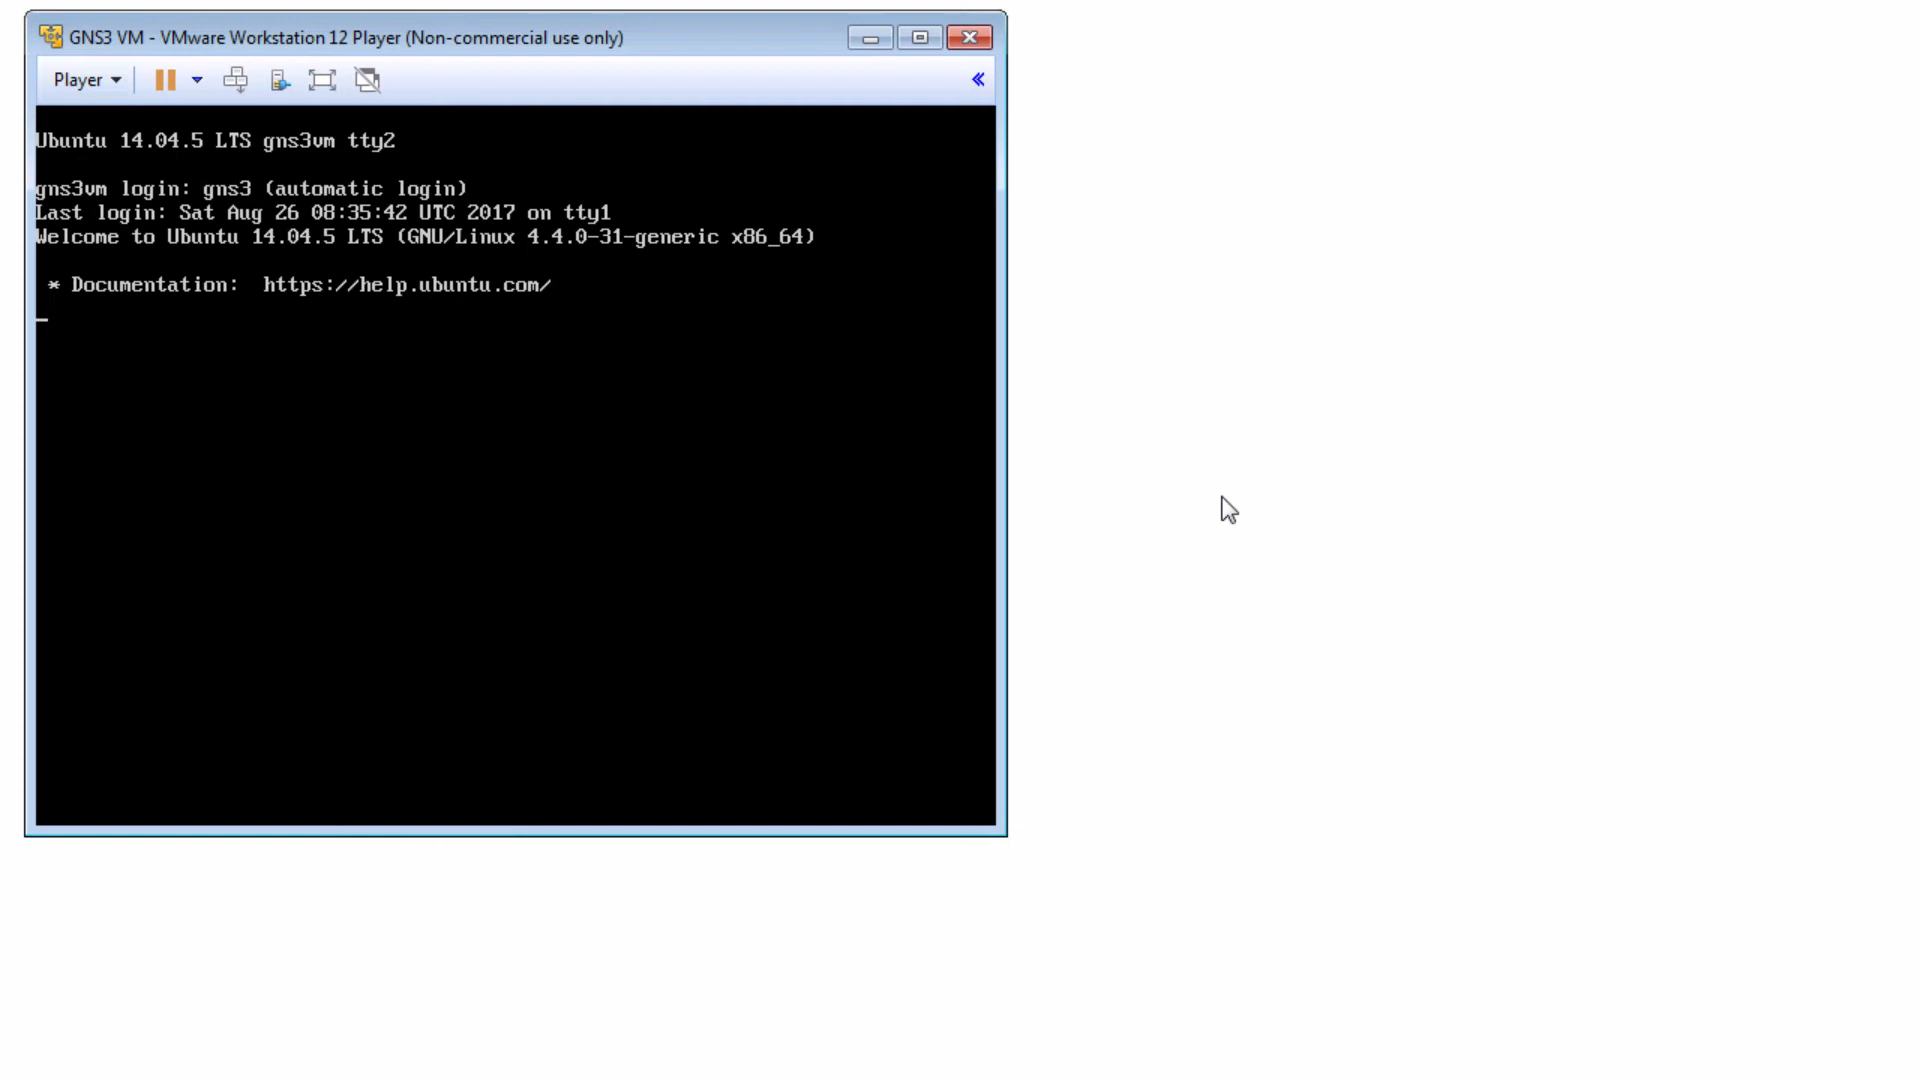 GNS3 VM - VMware Workstation 12 Player (Non-commercial use only)
Player
Ubuntu 14.04.5 LTS gns3vm tty2
gns3vm login: gns3 (automatic login)
Last login: Sat Aug 26 08:35:42 UTC 2017 on tty1
Welcome to Ubuntu 14.04.5 LTS (GNU/Linux 4.4.0-31-generic x86_64)
* Documentation:  https://help.ubuntu.com/